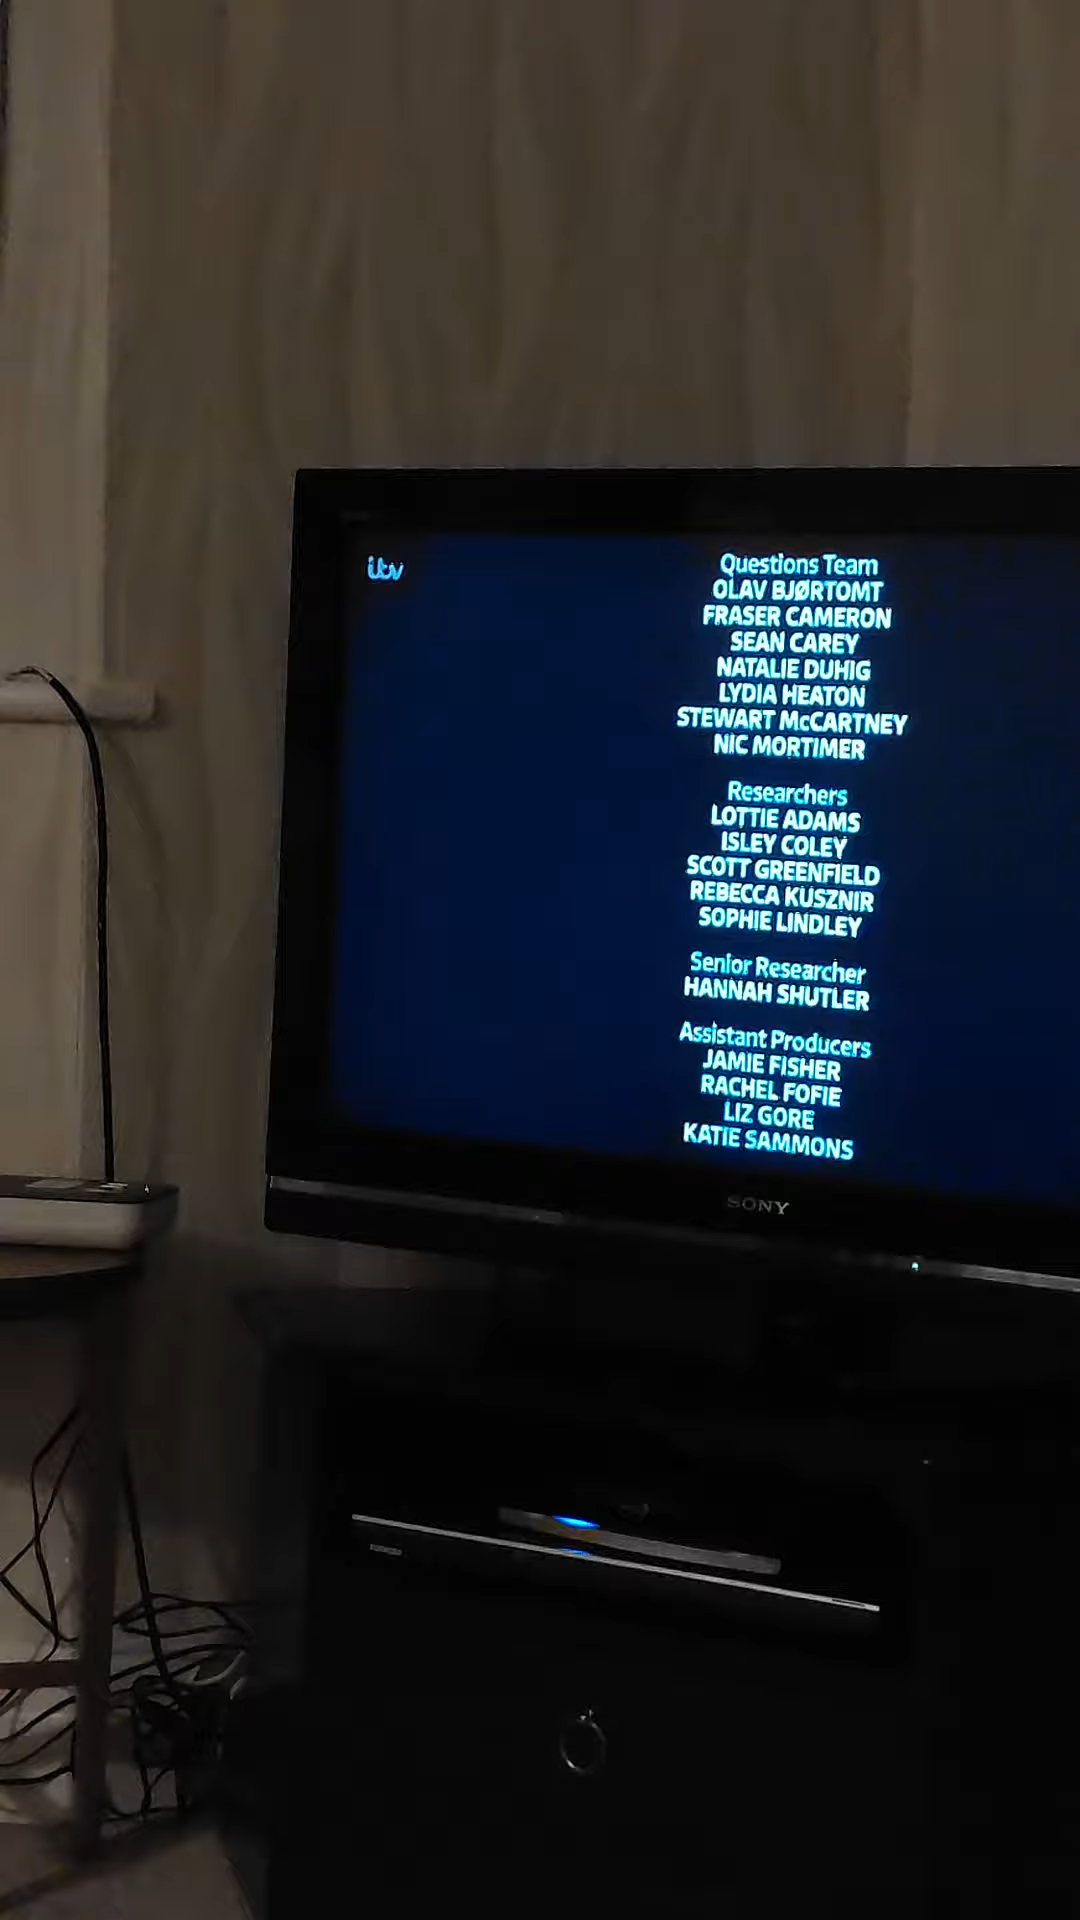 itv
Questions Team
OLAV BJØRTOMT
FRASER CAMERON
SEAN CAREY
NATALIE DUHIG
LYDIA HEATON
STEWART McCARTNEY
NIC MORTIMER
Researchers
LOTTIE ADAMS
ISLEY COLEY
SCOTT GREENFIELD
REBECCA KUSZNIR
SOPHIE LINDLEY
Senior Researcher
HANNAH SHUTLER
Assistant Producers
JAMIE FISHER
RACHEL FOFIE
LIZ GORE
KATIE SAMMONS
SONY